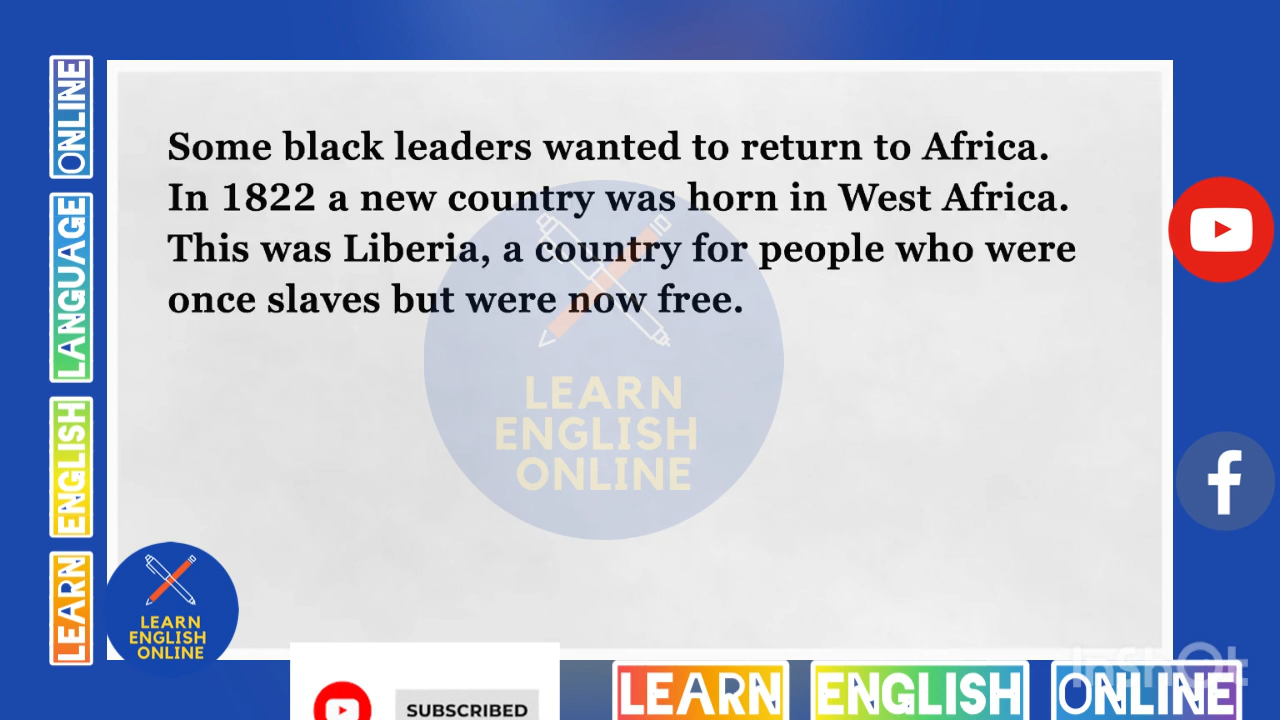 Some black leaders wanted to return to Africa.
In 1822 a new country was horn in West Africa.
This was Liberia, a country for people who were
once slaves but were now free.
LEARN
ENGLISH
ONLINE
LEARN ENGLISH LANGUAGE ONLINE
LEARN
ENGLISH
ONLINE
SUBSCRIBED
LEARN ENGLISH ONLINE
InShOt